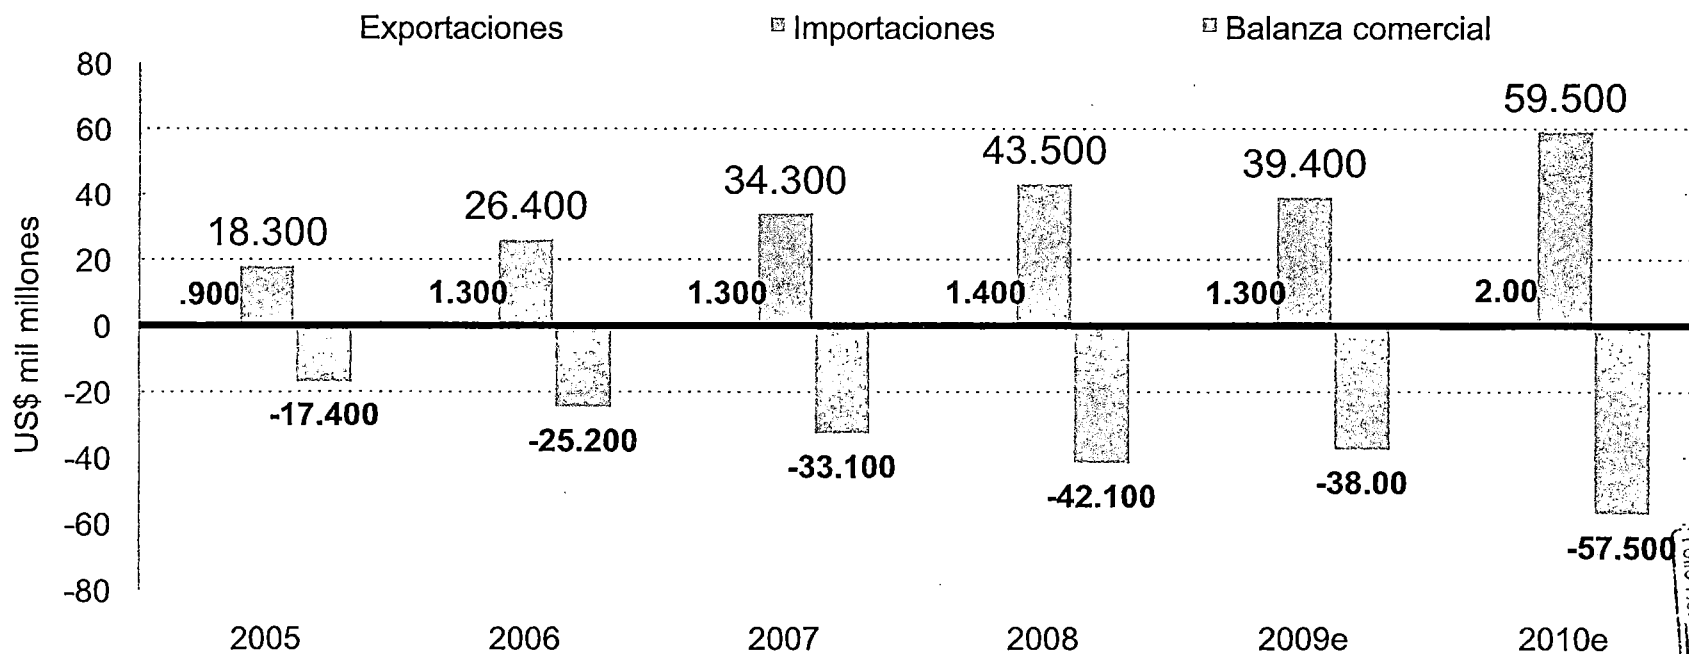 Exportaciones Importaciones Balanza comercial
US$ mil millones
80
60
40
20
0
-20
-40
-60
-80
18.300 26.400 34.300 43.500 39.400 59.500
.900 1.300 1.300 1.400 1.300 2.00
-17.400 -25.200 -33.100 -42.100 -38.00 -57.500
2005 2006 2007 2008 2009e 2010e